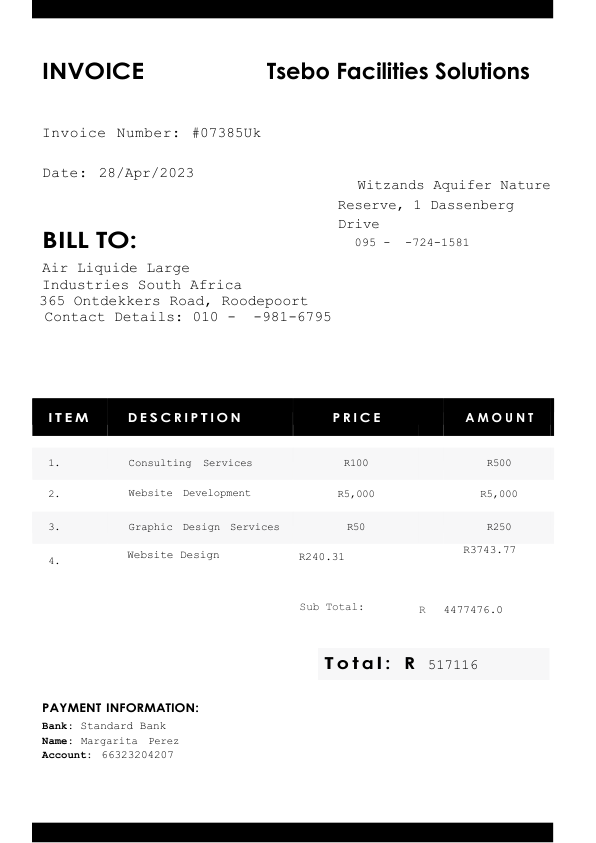 INVOICE Tsebo Facilities Solutions
Invoice Number: #07385Uk
Date: 28/Apr/2023
Witzands Aquifer Nature
Reserve, 1 Dassenberg
Drive
095 - -724-1581
BILL TO:
Air Liquide Large
Industries South Africa
365 Ontdekkers Road, Roodepoort
Contact Details: 010 - -981-6795
ITEM DESCRIPTION PRICE AMOUNT
1. Consulting Services R100 R500
2. Website Development R5,000 R5,000
3. Graphic Design Services R50 R250
4. Website Design R240.31 R3743.77
Sub Total: R 4477476.0
Total: R 517116
PAYMENT INFORMATION:
Bank: Standard Bank
Name: Margarita Perez
Account: 66323204207